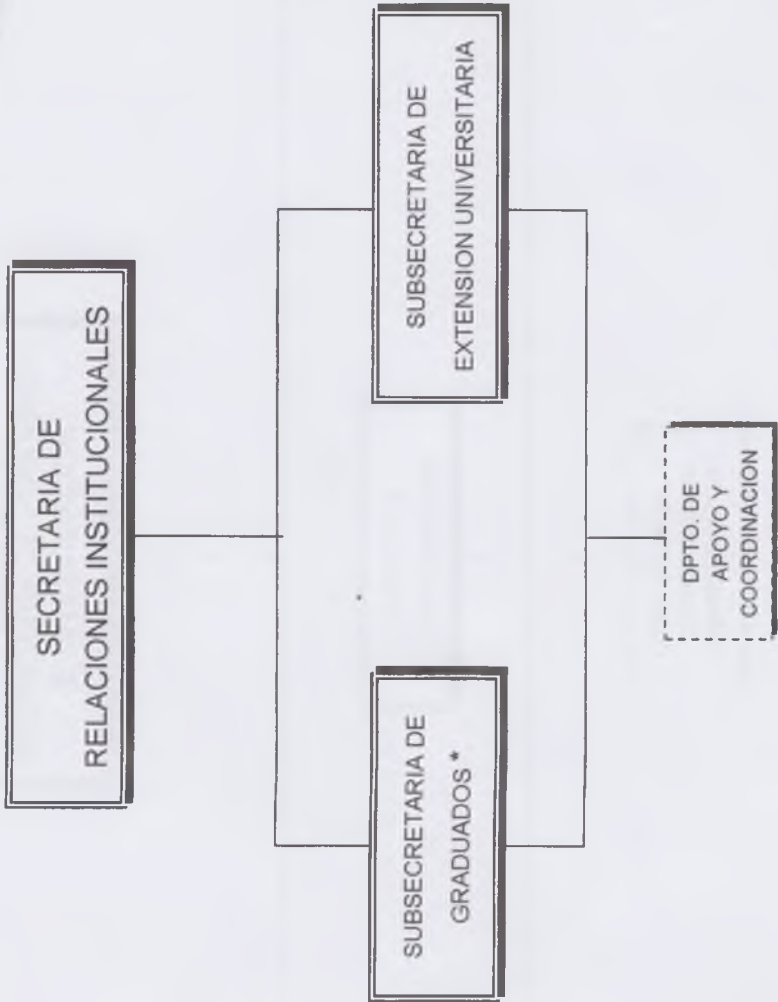 SECRETARIA DE
RELACIONES INSTITUCIONALES
SUBSECRETARIA DE
GRADUADOS *
SUBSECRETARIA DE
EXTENSION UNIVERSITARIA
DPTO. DE
APOYO Y
COORDINACION